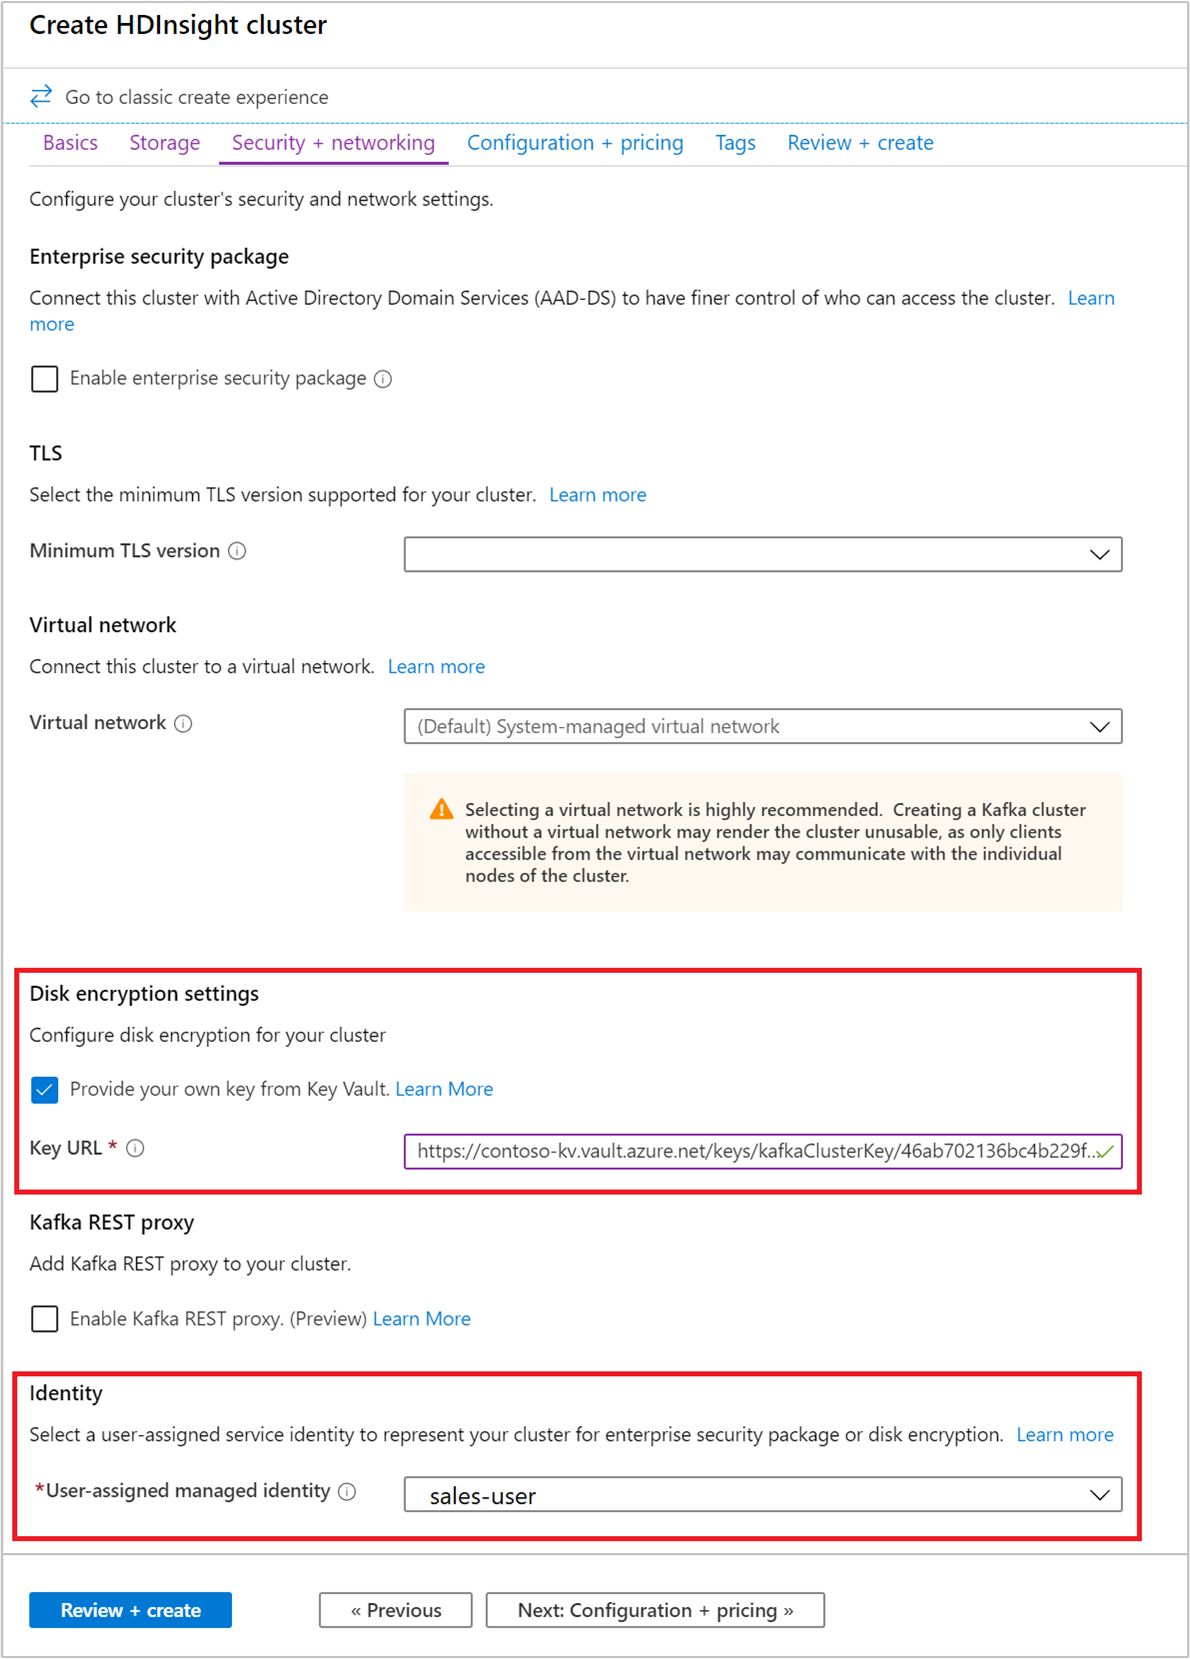 Create HDInsight cluster
Go to classic create experience
Basics Storage Security + networking Configuration + pricing Tags Review + create
Configure your cluster's security and network settings.
Enterprise security package
Connect this cluster with Active Directory Domain Services (AAD-DS) to have finer control of who can access the cluster. Learn
more
Enable enterprise security package
TLS
Select the minimum TLS version supported for your cluster. Learn more
Minimum TLS version
Virtual network
Connect this cluster to a virtual network. Learn more
Virtual network (Default) System-managed virtual network
Selecting a virtual network is highly recommended. Creating a Kafka cluster
without a virtual network may render the cluster unusable, as only clients
accessible from the virtual network may communicate with the individual
nodes of the cluster.
Disk encryption settings
Configure disk encryption for your cluster
Provide your own key from Key Vault. Learn More
Key URL * https://contoso-kv.vault.azure.net/keys/kafkaClusterKey/46ab702136bc4b229f...
Kafka REST proxy
Add Kafka REST proxy to your cluster.
Enable Kafka REST proxy. (Preview) Learn More
Identity
Select a user-assigned service identity to represent your cluster for enterprise security package or disk encryption. Learn more
*User-assigned managed identity sales-user
Review + create « Previous Next: Configuration + pricing »